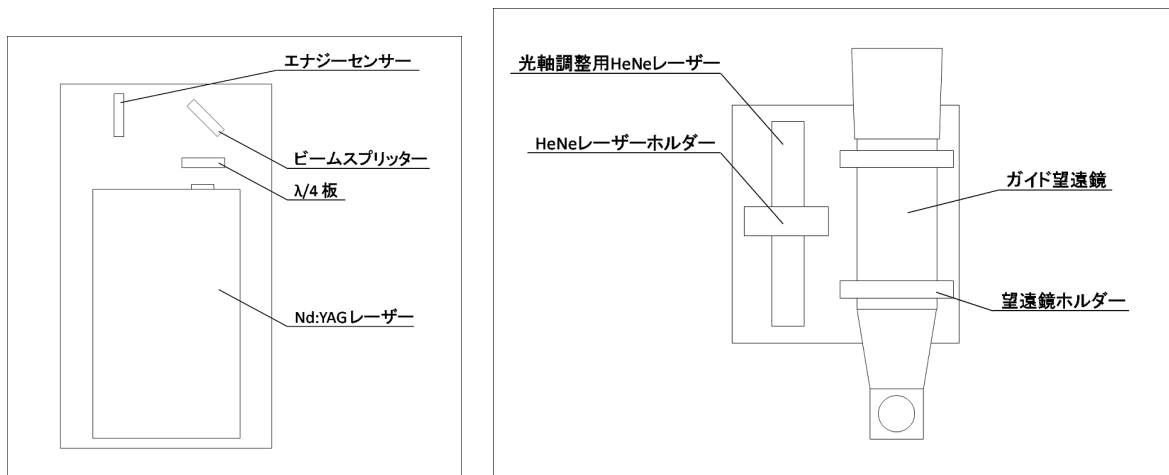 エナジーセンサー
ビームスプリッター
λ/4 板
Nd:YAGレーザー
光軸調整用HeNeレーザー
HeNeレーザーホルダー
ガイド望遠鏡
望遠鏡ホルダー